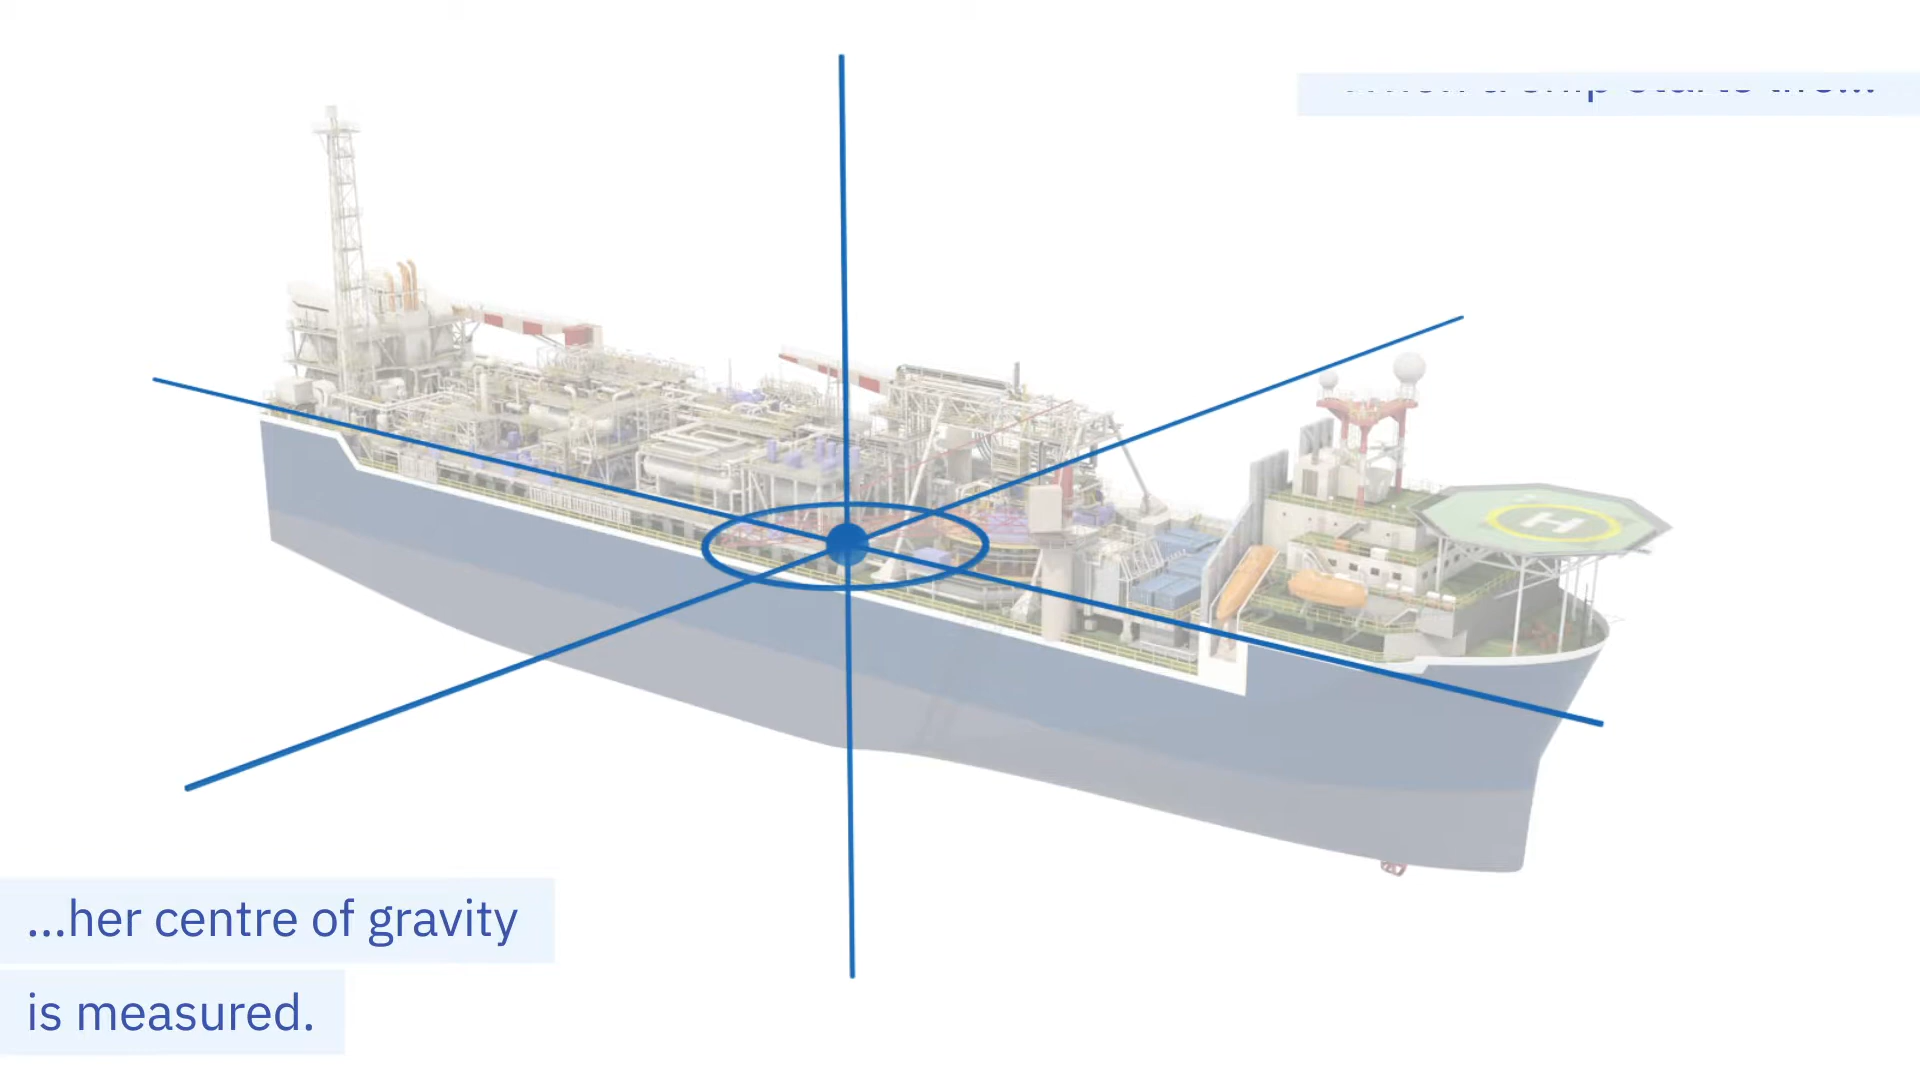 ...her centre of gravity
is measured.
H